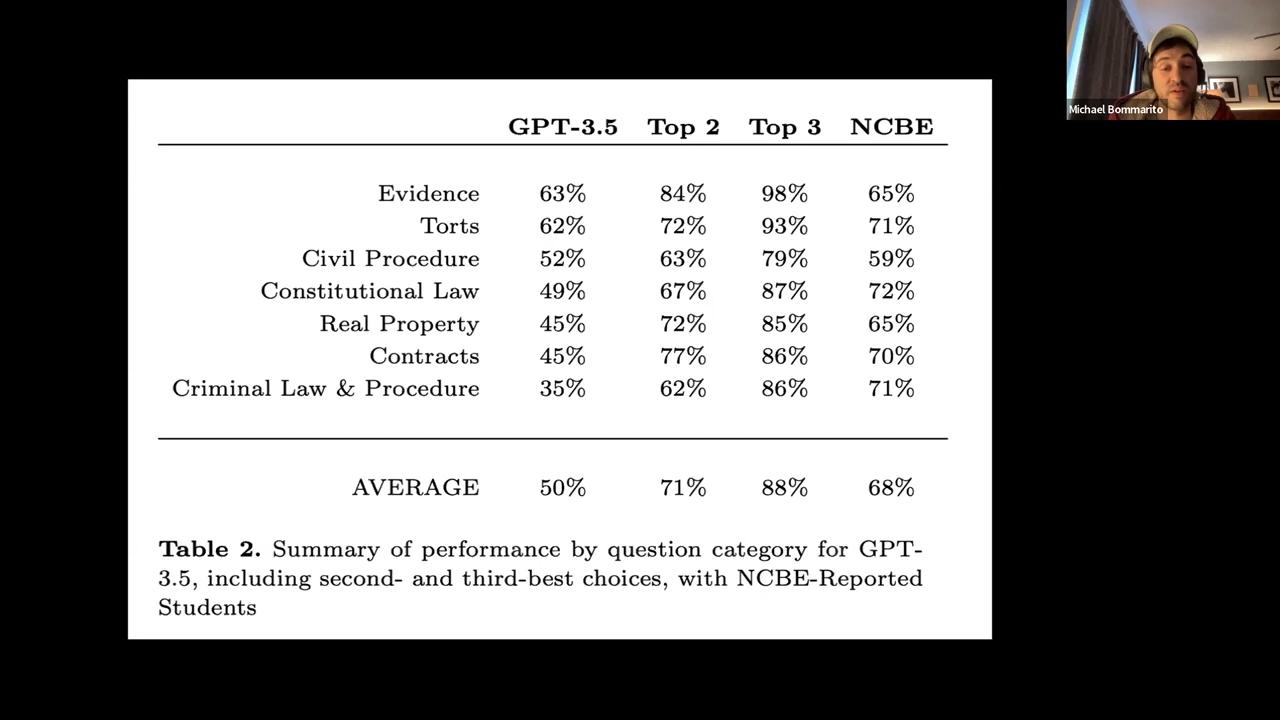 GPT-3.5 Top 2 Top 3 NCBE
Evidence 63% 84% 98% 65%
Torts 62% 72% 93% 71%
Civil Procedure 52% 63% 79% 59%
Constitutional Law 49% 67% 87% 72%
Real Property 45% 72% 85% 65%
Contracts 45% 77% 86% 70%
Criminal Law & Procedure 35% 62% 86% 71%
AVERAGE 50% 71% 88% 68%
Table 2. Summary of performance by question category for GPT-
3.5, including second- and third-best choices, with NCBE-Reported
Students
Michael Bommarito